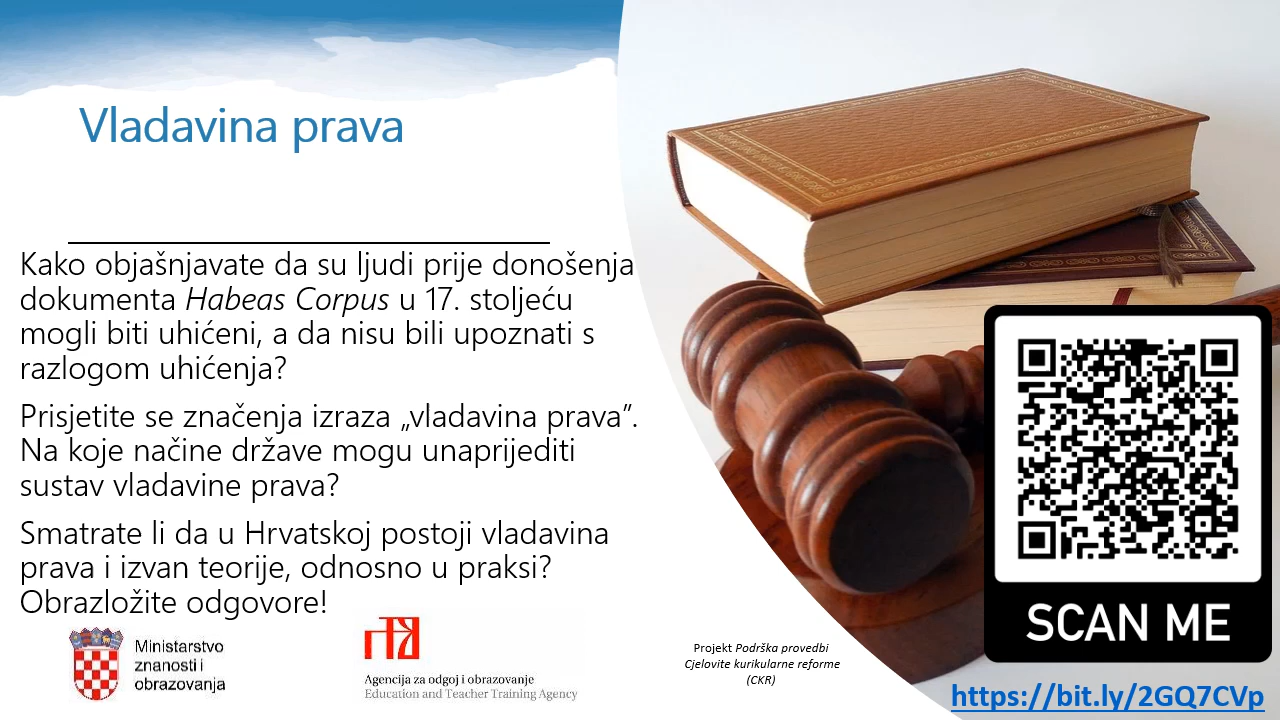 Vladavina prava
Kako objašnjavate da su ljudi prije donošenja
dokumenta Habeas Corpus u 17. stoljeću
mogli biti uhićeni, a da nisu bili upoznati s
razlogom uhićenja?
Prisjetite se značenja izraza „vladavina prava”.
Na koje načine države mogu unaprijediti
sustav vladavine prava?
Smatrate li da u Hrvatskoj postoji vladavina
prava i izvan teorije, odnosno u praksi?
Obrazložite odgovore!
Ministarstvo
znanosti i
obrazovanja
Agencija za odgoj i obrazovanje
Education and Teacher Training Agency
Projekt Podrška provedbi
Cjelovite kurikularne reforme
(CKR)
SCAN ME
https://bit.ly/2GQ7CVp